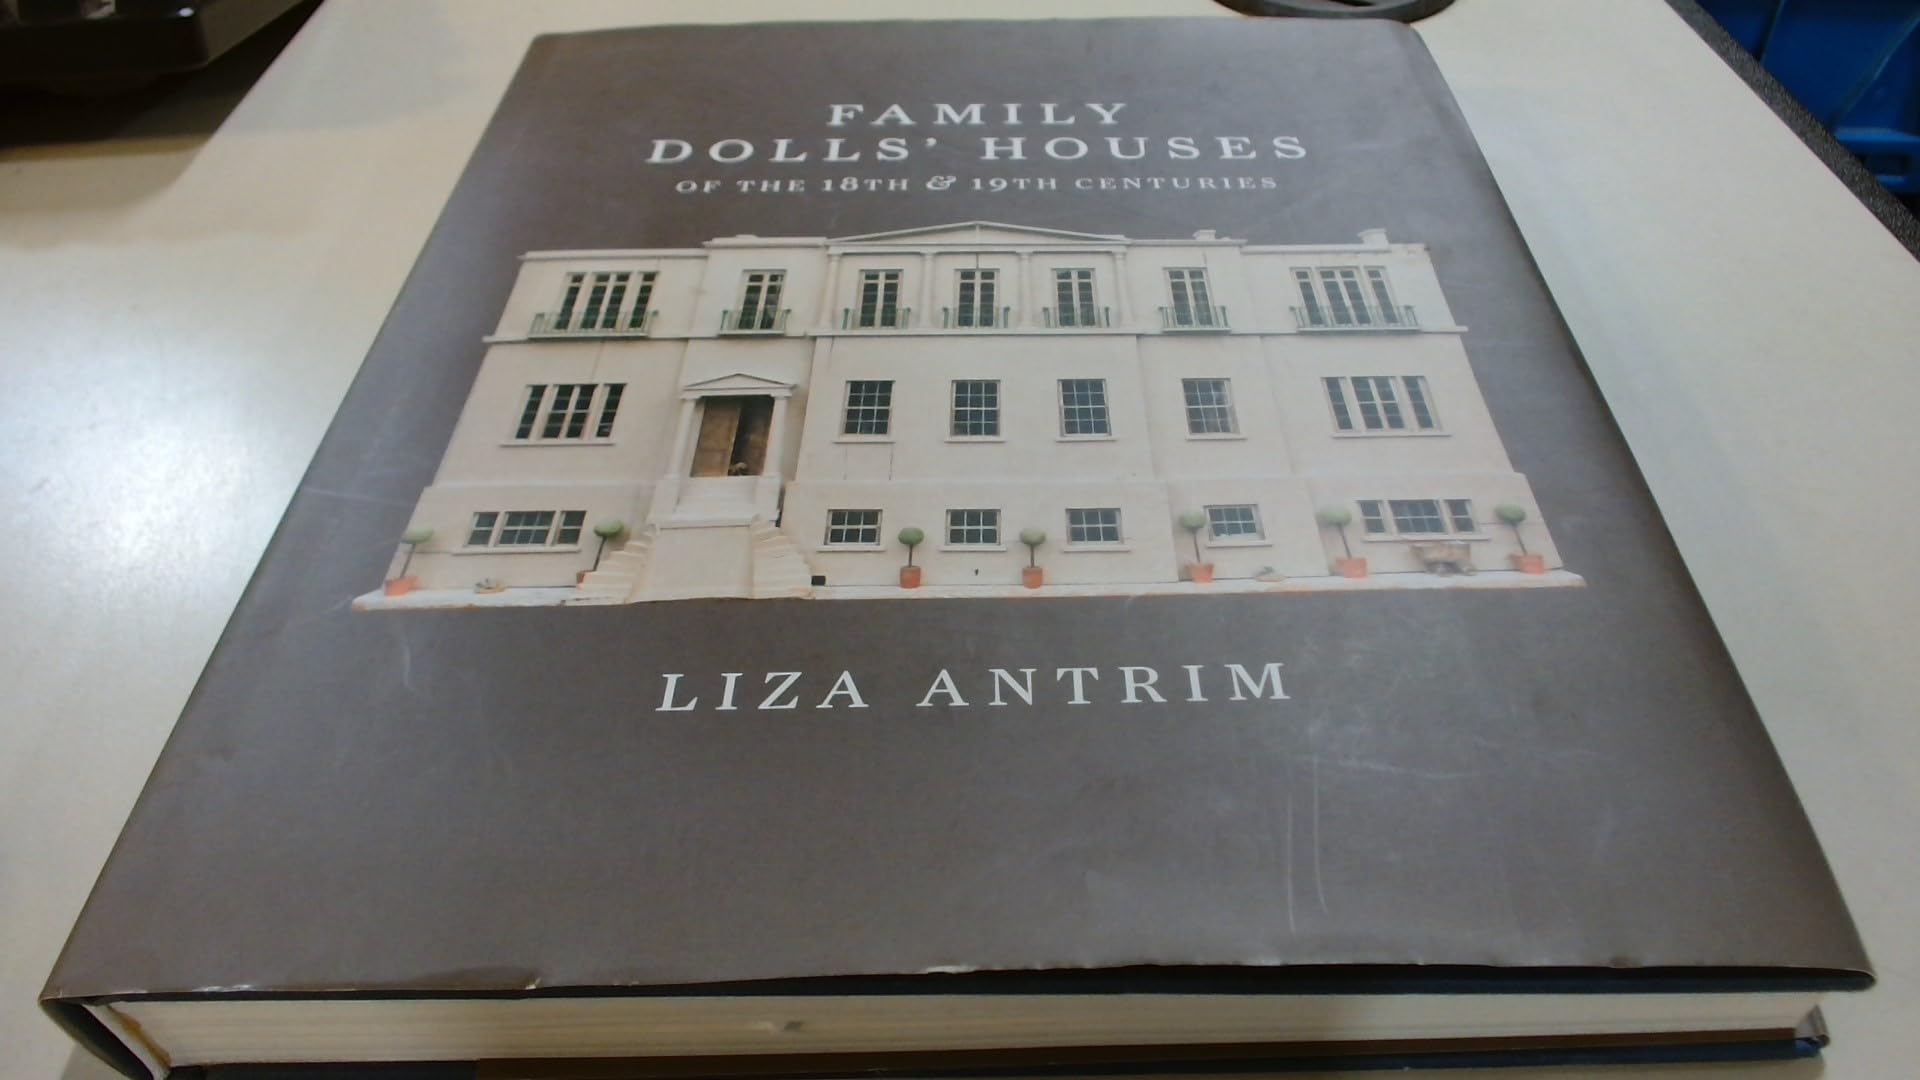 FAMILY
DOLLS' HOUSES
OF THE 18TH & 19TH CENTURIES
LIZA ANTRIM